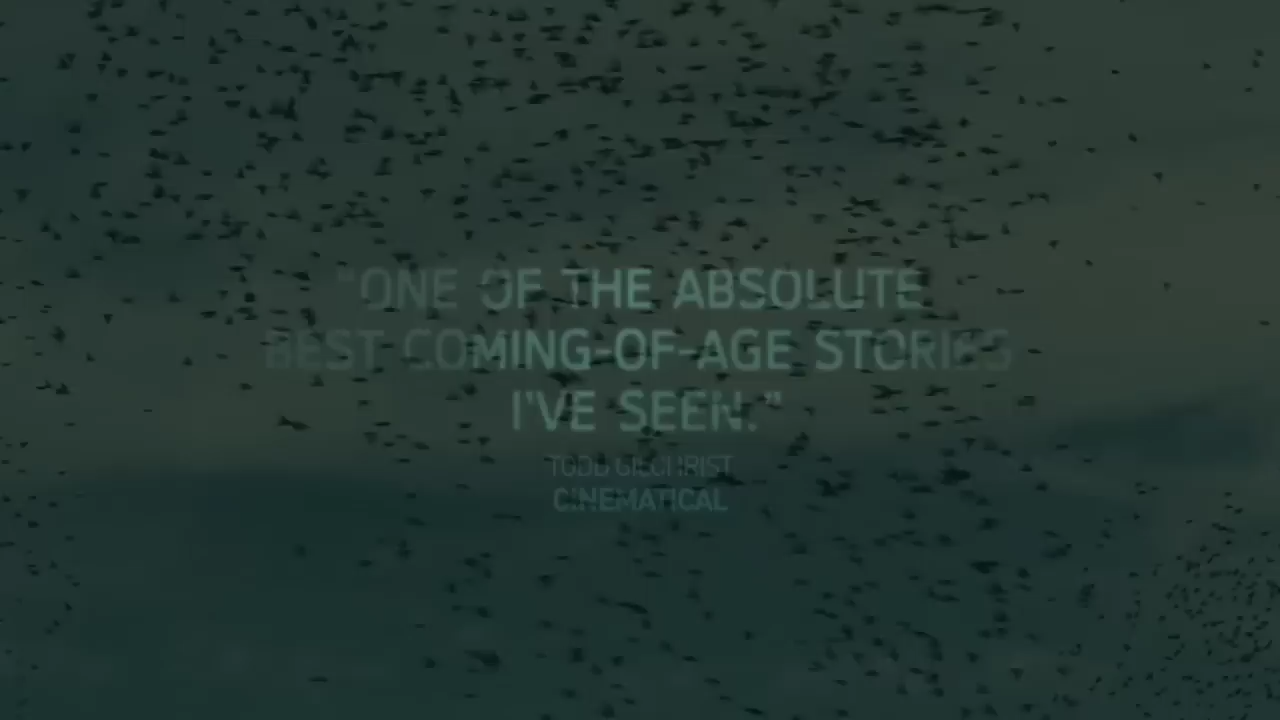 "ONE OF THE ABSOLUTE
BEST COMING-OF-AGE STORIES
I'VE SEEN."
TODD GILCHRIST
CINEMATICAL